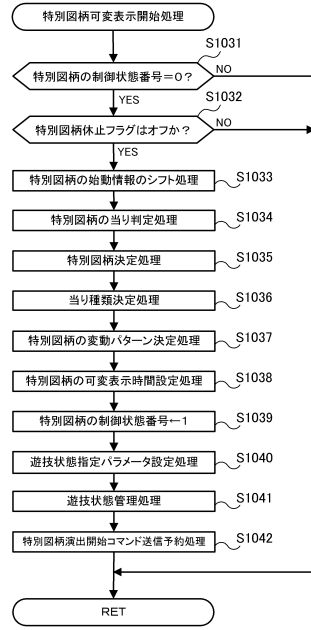 特別図柄可変表示開始処理
S1031
特別図柄の制御状態番号=0?
NO
YES
S1032
特別図柄休止フラグはオフか?
NO
YES
特別図柄の始動情報のシフト処理
S1033
特別図柄の当り判定処理
S1034
特別図柄決定処理
S1035
当り種類決定処理
S1036
特別図柄の変動パターン決定処理
S1037
特別図柄の可変表示時間設定処理
S1038
特別図柄の制御状態番号←1
S1039
遊技状態指定パラメータ設定処理
S1040
遊技状態管理処理
S1041
特別図柄演出開始コマンド送信予約処理
S1042
RET